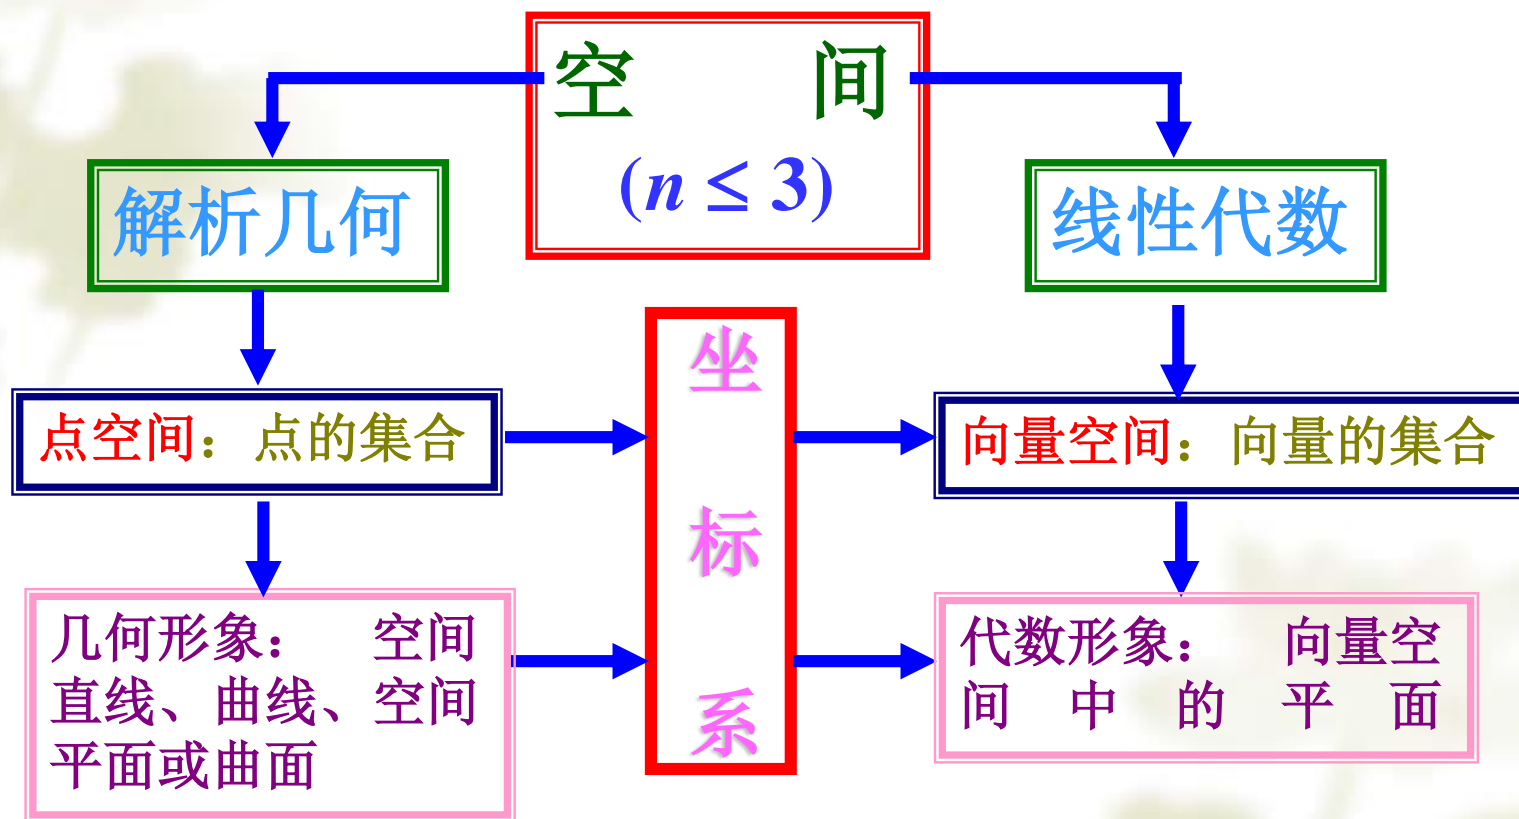 空 间
(n ≤ 3)
解析几何
线性代数
坐
标
系
点空间：点的集合
向量空间：向量的集合
几何形象： 空间
直线、曲线、空间
平面或曲面
代数形象： 向量空
间 中 的 平 面